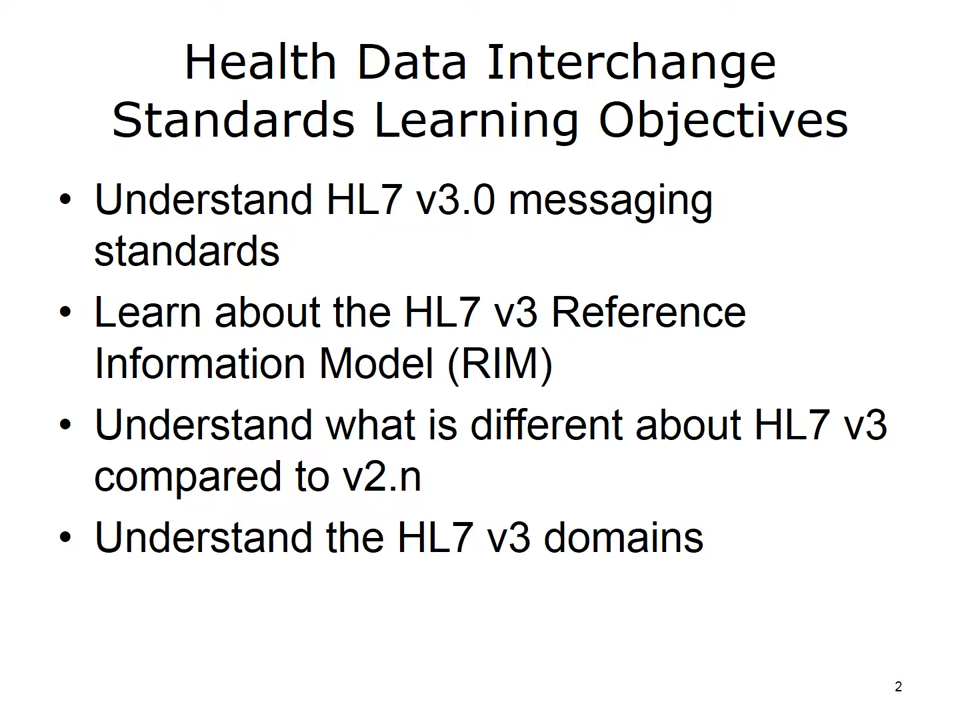 Health Data Interchange
Standards Learning Objectives
• Understand HL7 v3.0 messaging
standards
• Learn about the HL7 v3 Reference
Information Model (RIM)
• Understand what is different about HL7 v3
compared to v2.n
• Understand the HL7 v3 domains
2